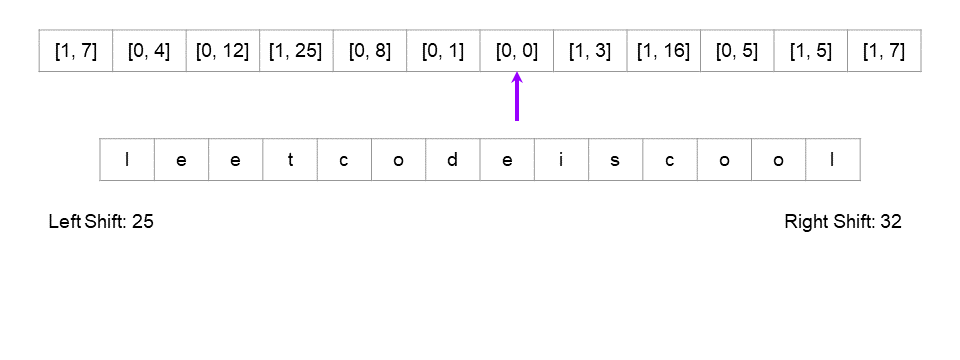 [1, 7] [0, 4] [0, 12] [1, 25] [0, 8] [0, 1] [0, 0] [1, 3] [1, 16] [0, 5] [1, 5] [1, 7]
l e e t c o d e i s c o o l
Left Shift: 25 Right Shift: 32